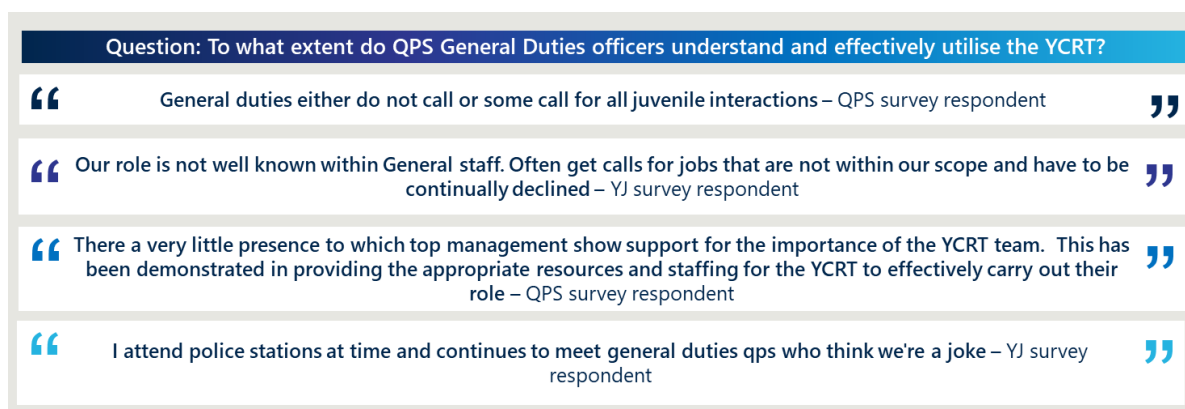 Question: To what extent do QPS General Duties officers understand and effectively utilise the YCRT?
“ General duties either do not call or some call for all juvenile interactions – QPS survey respondent ”
“ Our role is not well known within General staff. Often get calls for jobs that are not within our scope and have to be
continually declined – YJ survey respondent ”
“ There a very little presence to which top management show support for the importance of the YCRT team.  This has
been demonstrated in providing the appropriate resources and staffing for the YCRT to effectively carry out their
role – QPS survey respondent ”
“ I attend police stations at time and continues to meet general duties qps who think we're a joke – YJ survey
respondent ”